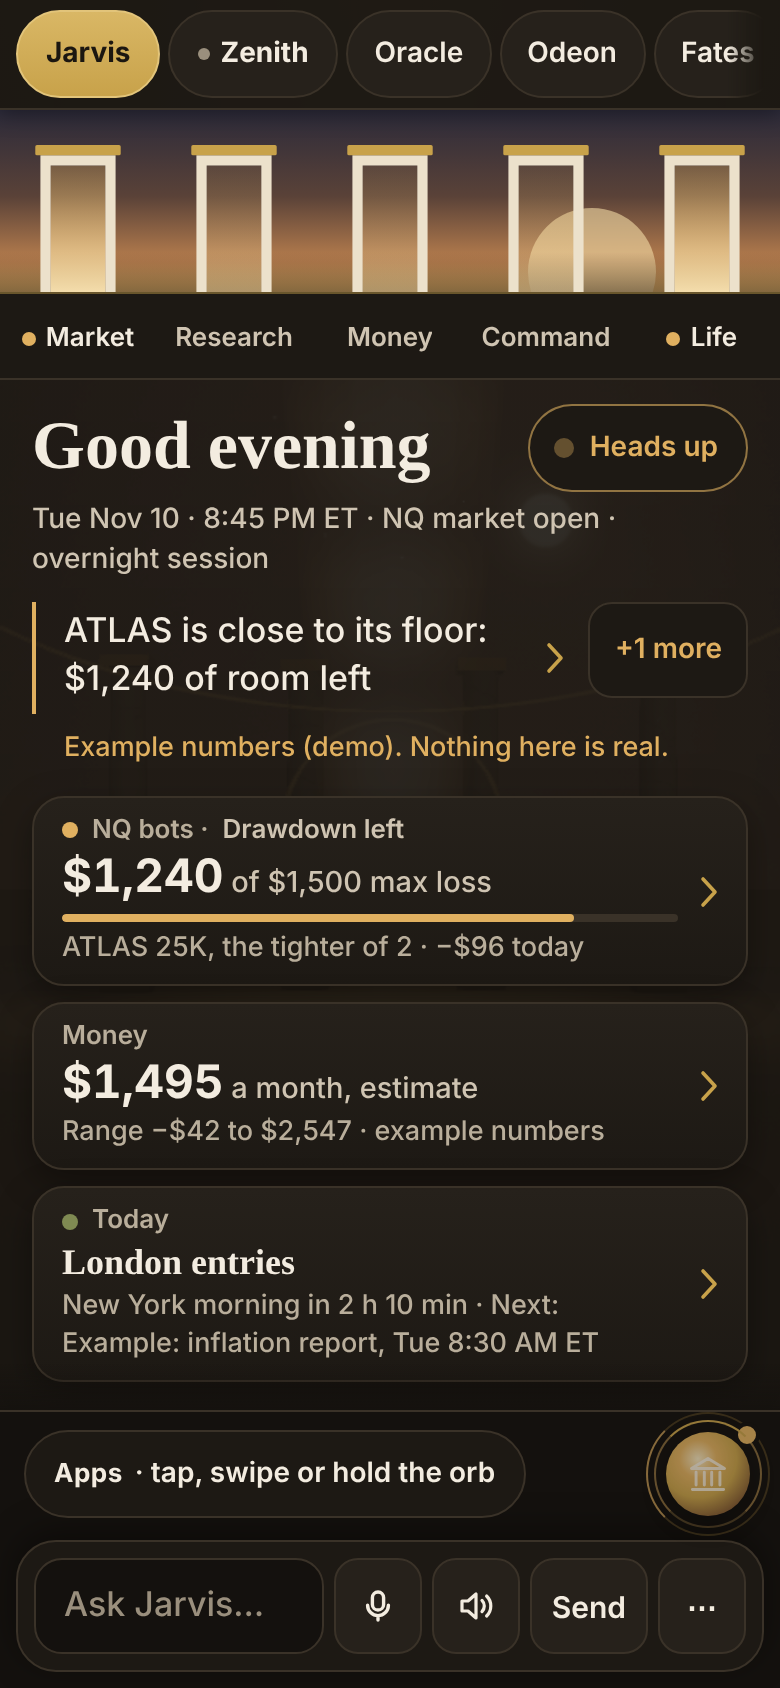 Jarvis Zenith Oracle Odeon Fates
Market Research Money Command Life
Good evening
Heads up
Tue Nov 10 · 8:45 PM ET · NQ market open ·
overnight session
ATLAS is close to its floor:
$1,240 of room left
+1 more
Example numbers (demo). Nothing here is real.
NQ bots · Drawdown left
$1,240 of $1,500 max loss
ATLAS 25K, the tighter of 2 · −$96 today
Money
$1,495 a month, estimate
Range −$42 to $2,547 · example numbers
Today
London entries
New York morning in 2 h 10 min · Next:
Example: inflation report, Tue 8:30 AM ET
Apps · tap, swipe or hold the orb
Ask Jarvis... Send ...